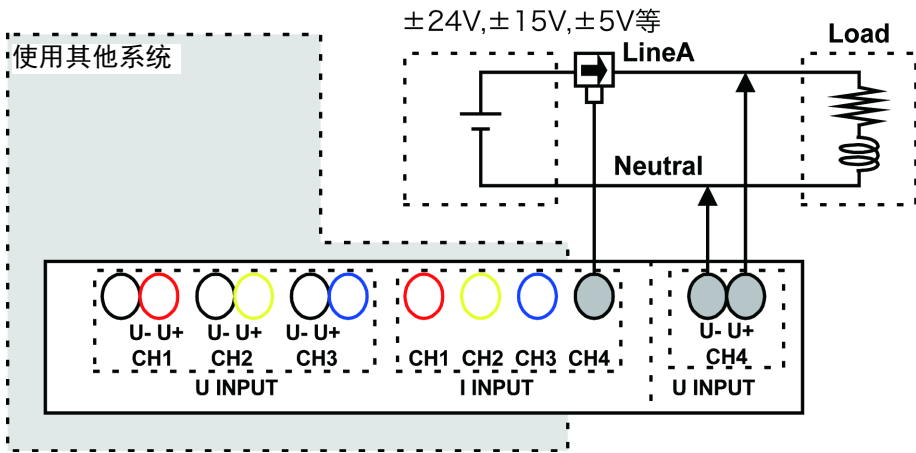 ±24V,±15V,±5V等
使用其他系统
LineA
Load
Neutral
U- U+ U- U+ U- U+ U- U+
CH1 CH2 CH3 CH1 CH2 CH3 CH4 CH4
U INPUT I INPUT U INPUT